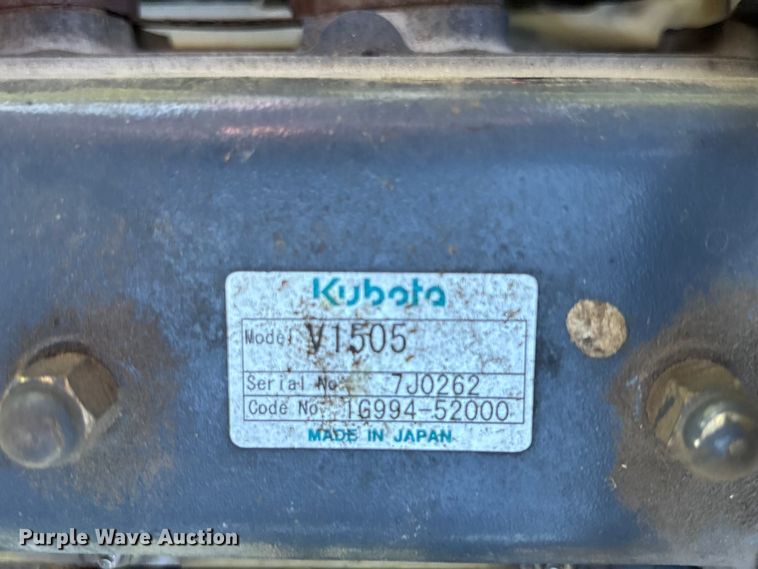 Kubota
Model V1505
Serial No. 7J0262
Code No. 1G994-52000
MADE IN JAPAN
Purple Wave Auction